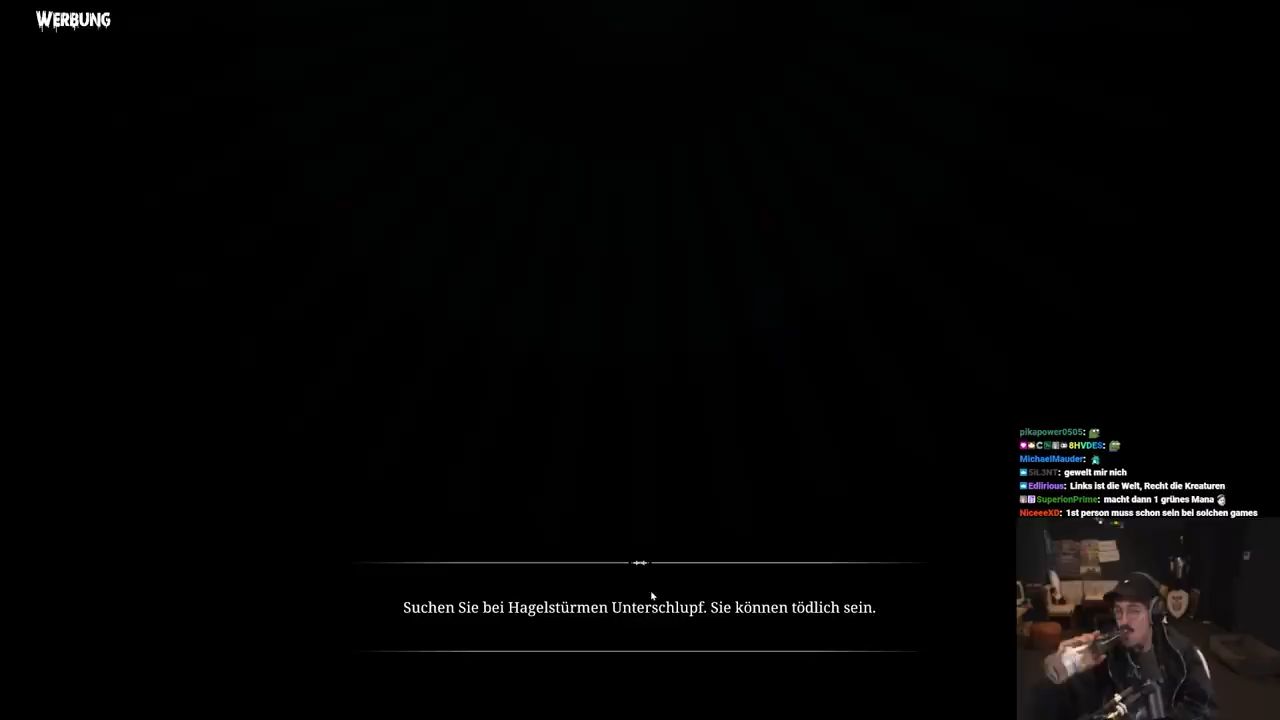 WERBUNG
pikapower0505:
8HVDES:
MichaelMauder:
SIL3NT: gewelt mir nich
Edlirious: Links ist die Welt, Recht die Kreaturen
SuperionPrime: macht dann 1 grünes Mana
NiceeeXD: 1st person muss schon sein bei solchen games
Suchen Sie bei Hagelstürmen Unterschlupf. Sie können tödlich sein.